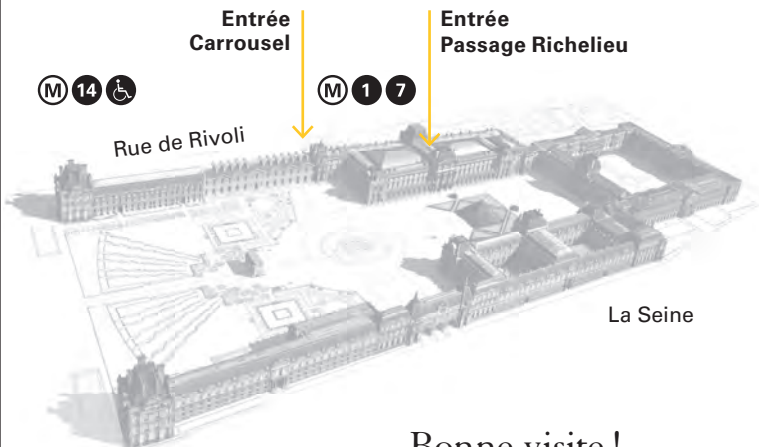 Entrée
Carrousel
Entrée
Passage Richelieu
M 14
M 1 7
Rue de Rivoli
La Seine
Bonne visite !